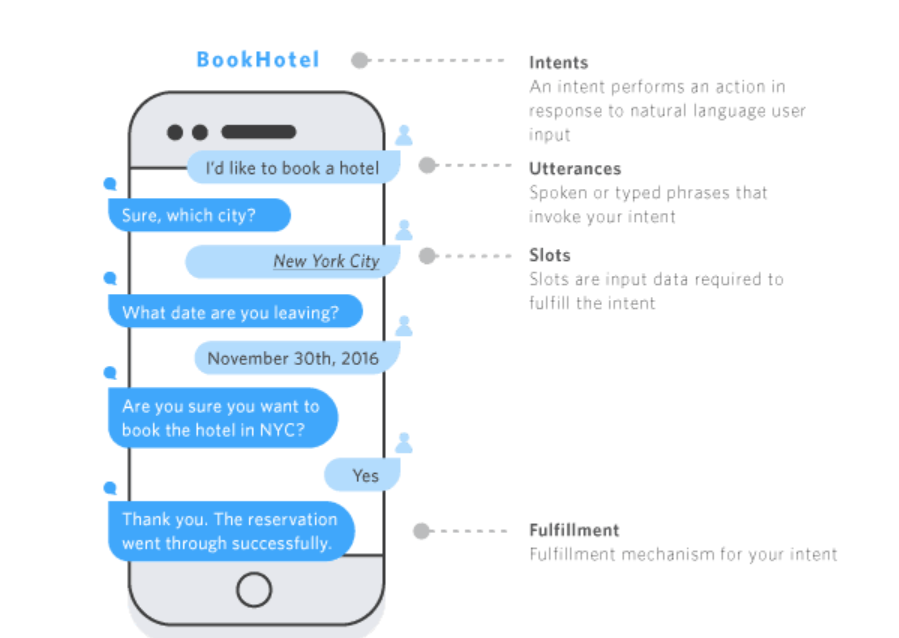 BookHotel
Intents
An intent performs an action in
response to natural language user
input
I'd like to book a hotel
Utterances
Spoken or typed phrases that
invoke your intent
Sure, which city?
New York City
Slots
Slots are input data required to
fulfill the intent
What date are you leaving?
November 30th, 2016
Are you sure you want to
book the hotel in NYC?
Yes
Thank you. The reservation
went through successfully.
Fulfillment
Fulfillment mechanism for your intent